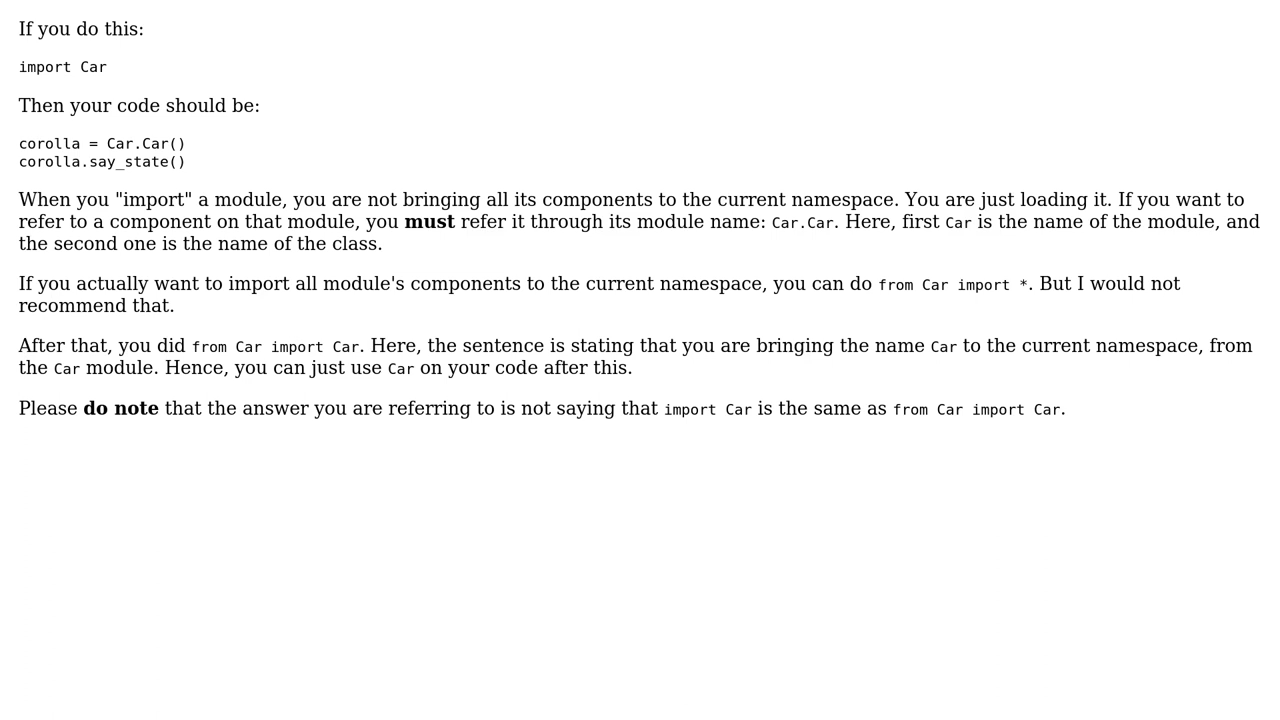 If you do this:
import Car
Then your code should be:
corolla = Car.Car()
corolla.say_state()
When you "import" a module, you are not bringing all its components to the current namespace. You are just loading it. If you want to
refer to a component on that module, you must refer it through its module name: Car.Car. Here, first Car is the name of the module, and
the second one is the name of the class.
If you actually want to import all module's components to the current namespace, you can do from Car import *. But I would not
recommend that.
After that, you did from Car import Car. Here, the sentence is stating that you are bringing the name Car to the current namespace, from
the Car module. Hence, you can just use Car on your code after this.
Please do note that the answer you are referring to is not saying that import Car is the same as from Car import Car.